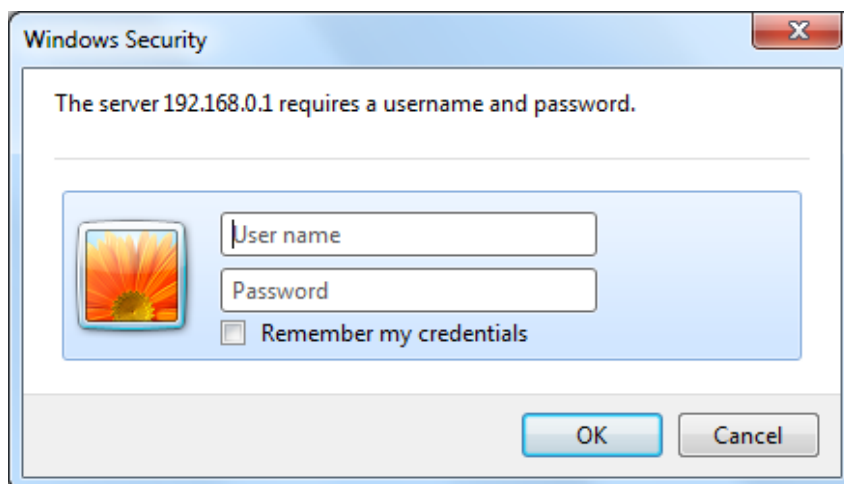 Windows Security
The server 192.168.0.1 requires a username and password.
User name
Password
Remember my credentials
OK
Cancel